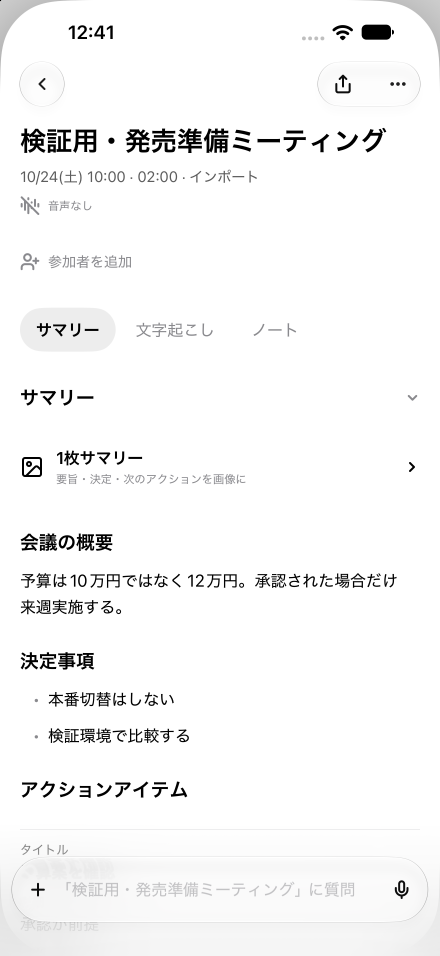 12:41
検証用・発売準備ミーティング
10/24(土) 10:00 · 02:00 · インポート
音声なし
参加者を追加
サマリー
文字起こし
ノート
サマリー
1枚サマリー
要旨・決定・次のアクションを画像に
会議の概要
予算は10万円ではなく12万円。承認された場合だけ
来週実施する。
決定事項
• 本番切替はしない
• 検証環境で比較する
アクションアイテム
タイトル
「検証用・発売準備ミーティング」に質問
承認が前提